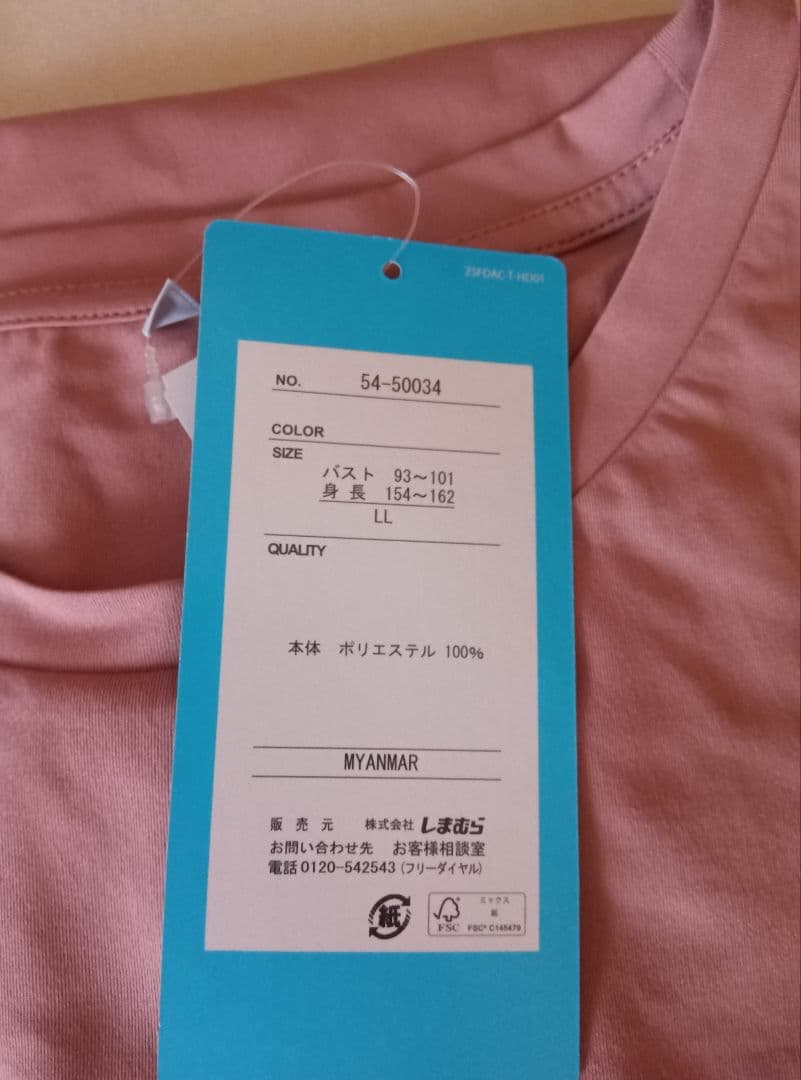 23FDAC-T-HD01
NO. 54-50034
COLOR
SIZE
バスト 93～101
身 長 154～162
LL
QUALITY
本体 ポリエステル 100%
MYANMAR
販 売 元 株式会社 しまむら
お問い合わせ先 お客様相談室
電話 0120-542543 (フリーダイヤル)
紙
ミックス
紙
FSC FSC® C145479